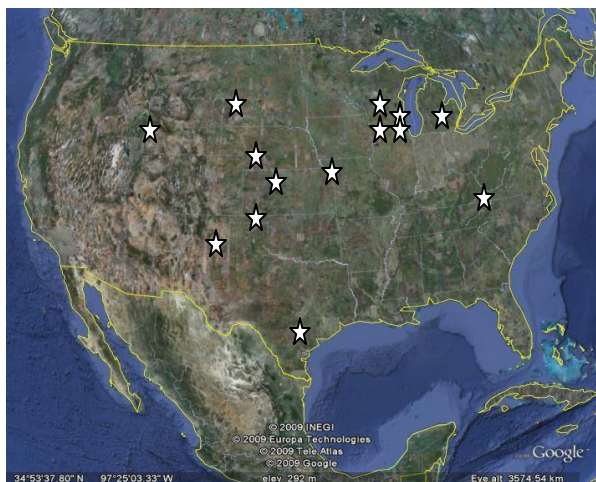 © 2009 INEGI
© 2009 Europa Technologies
© 2009 Tele Atlas
© 2009 Google
Google
34°53'37.80" N 97°25'03.33" W elev 292 m Eye alt 3574.54 km